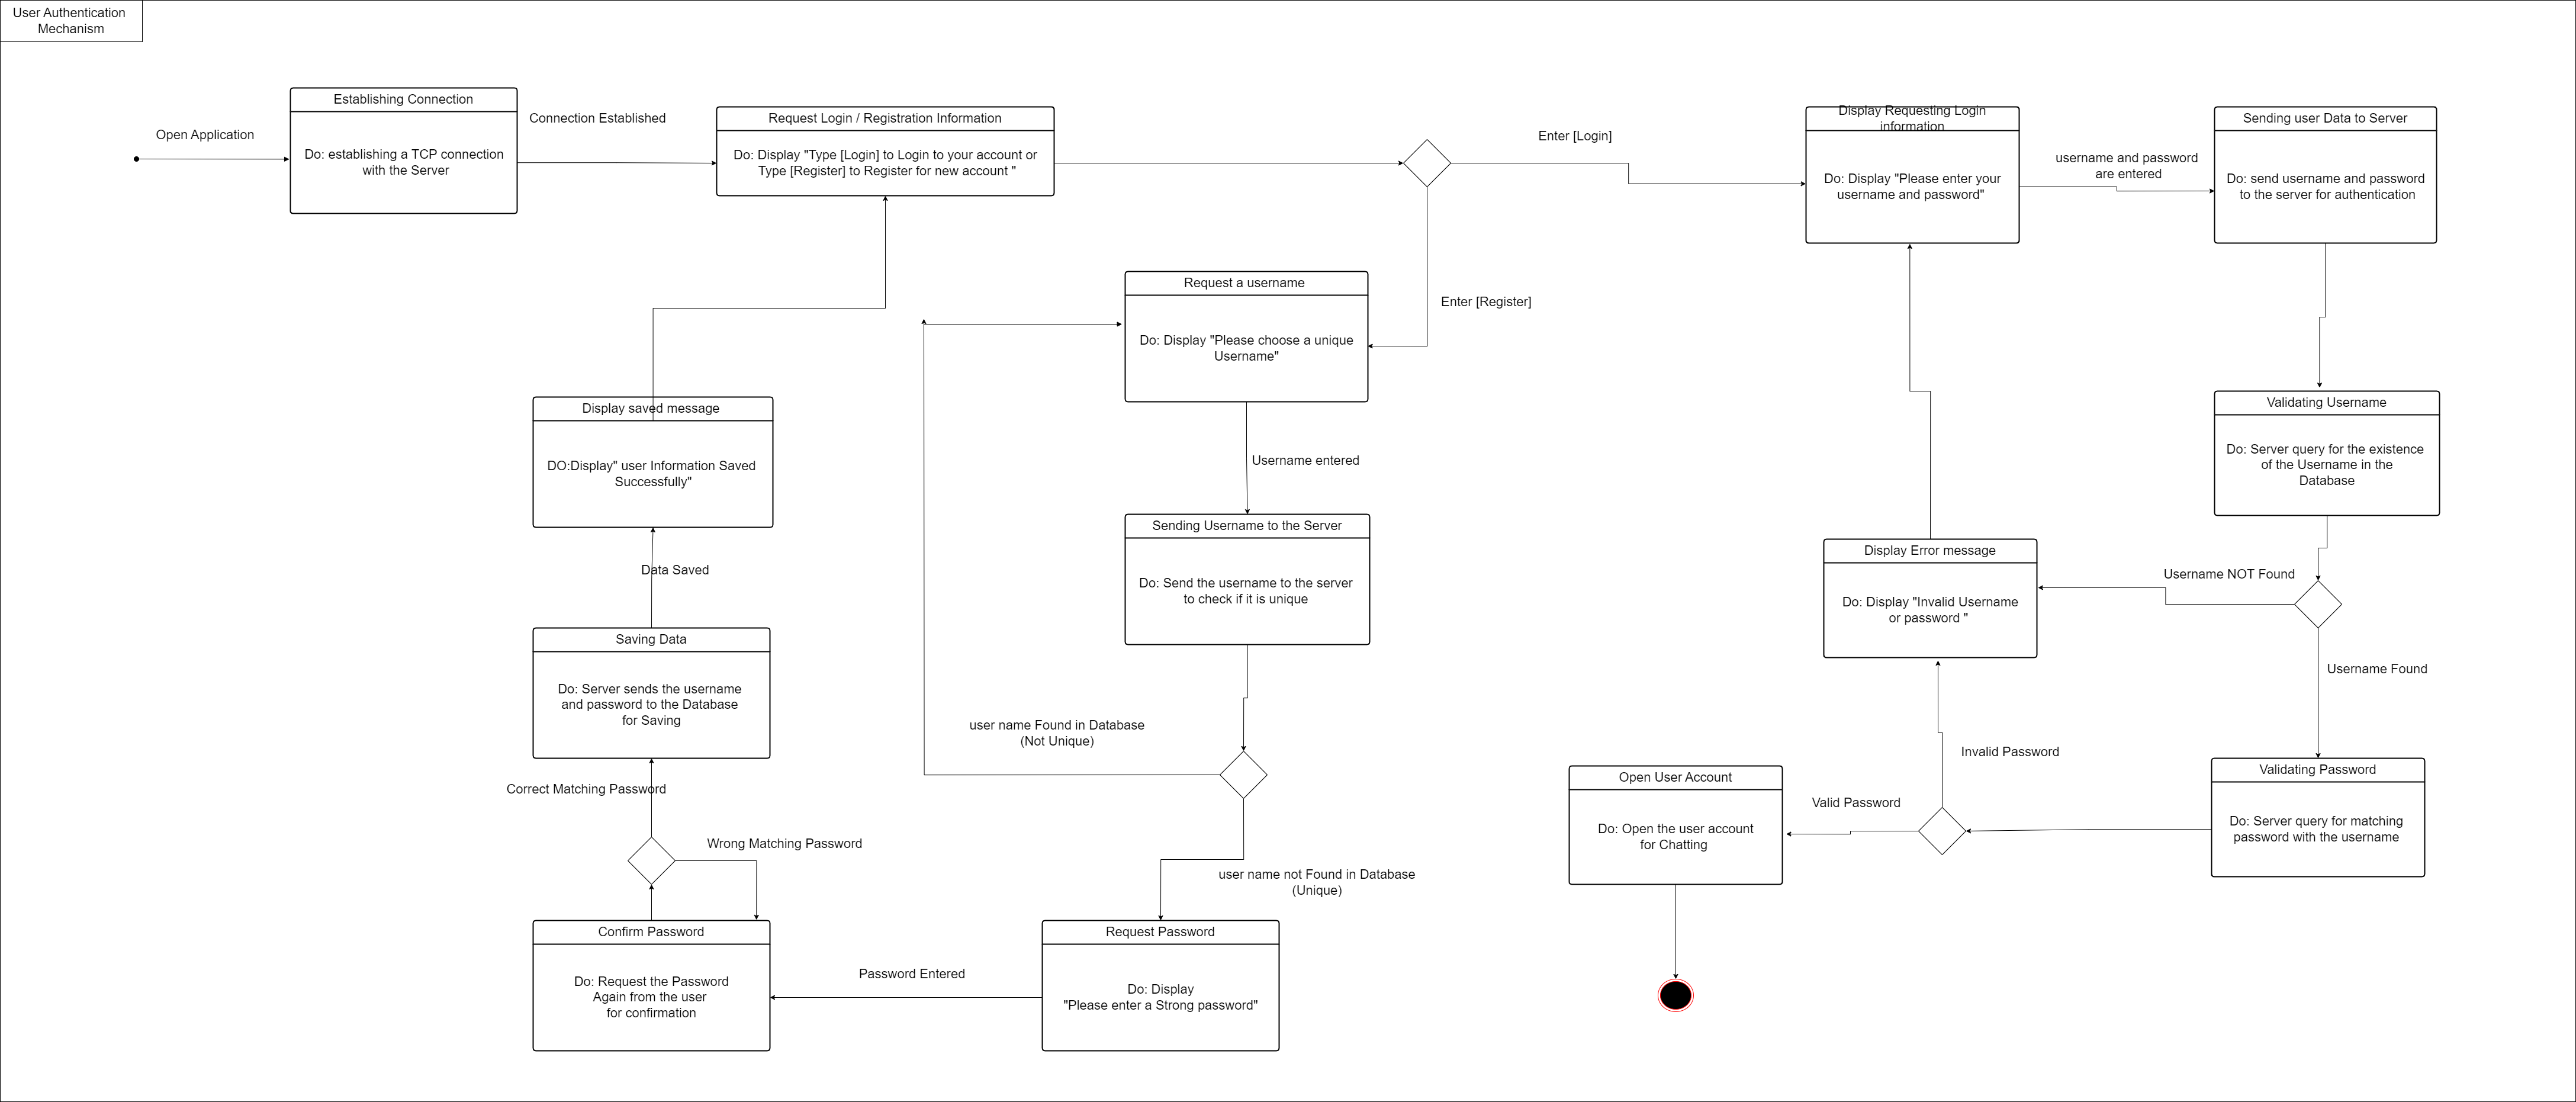 User Authentication
Mechanism
Open Application
Establishing Connection
Do: establishing a TCP connection
with the Server
Connection Established
Request Login / Registration Information
Do: Display "Type [Login] to Login to your account or
Type [Register] to Register for new account "
Enter [Login]
Display Requesting Login
information
Do: Display "Please enter your
username and password"
username and password
are entered
Sending user Data to Server
Do: send username and password
to the server for authentication
Request a username
Do: Display "Please choose a unique
Username"
Enter [Register]
Display saved message
DO:Display" user Information Saved
Successfully"
Username entered
Validating Username
Do: Server query for the existence
of the Username in the
Database
Sending Username to the Server
Do: Send the username to the server
to check if it is unique
Display Error message
Do: Display "Invalid Username
or password "
Username NOT Found
Data Saved
Username Found
Saving Data
Do: Server sends the username
and password to the Database
for Saving
user name Found in Database
(Not Unique)
Invalid Password
Open User Account
Do: Open the user account
for Chatting
Valid Password
Validating Password
Do: Server query for matching
password with the username
Correct Matching Password
Wrong Matching Password
user name not Found in Database
(Unique)
Confirm Password
Do: Request the Password
Again from the user
for confirmation
Password Entered
Request Password
Do: Display
"Please enter a Strong password"